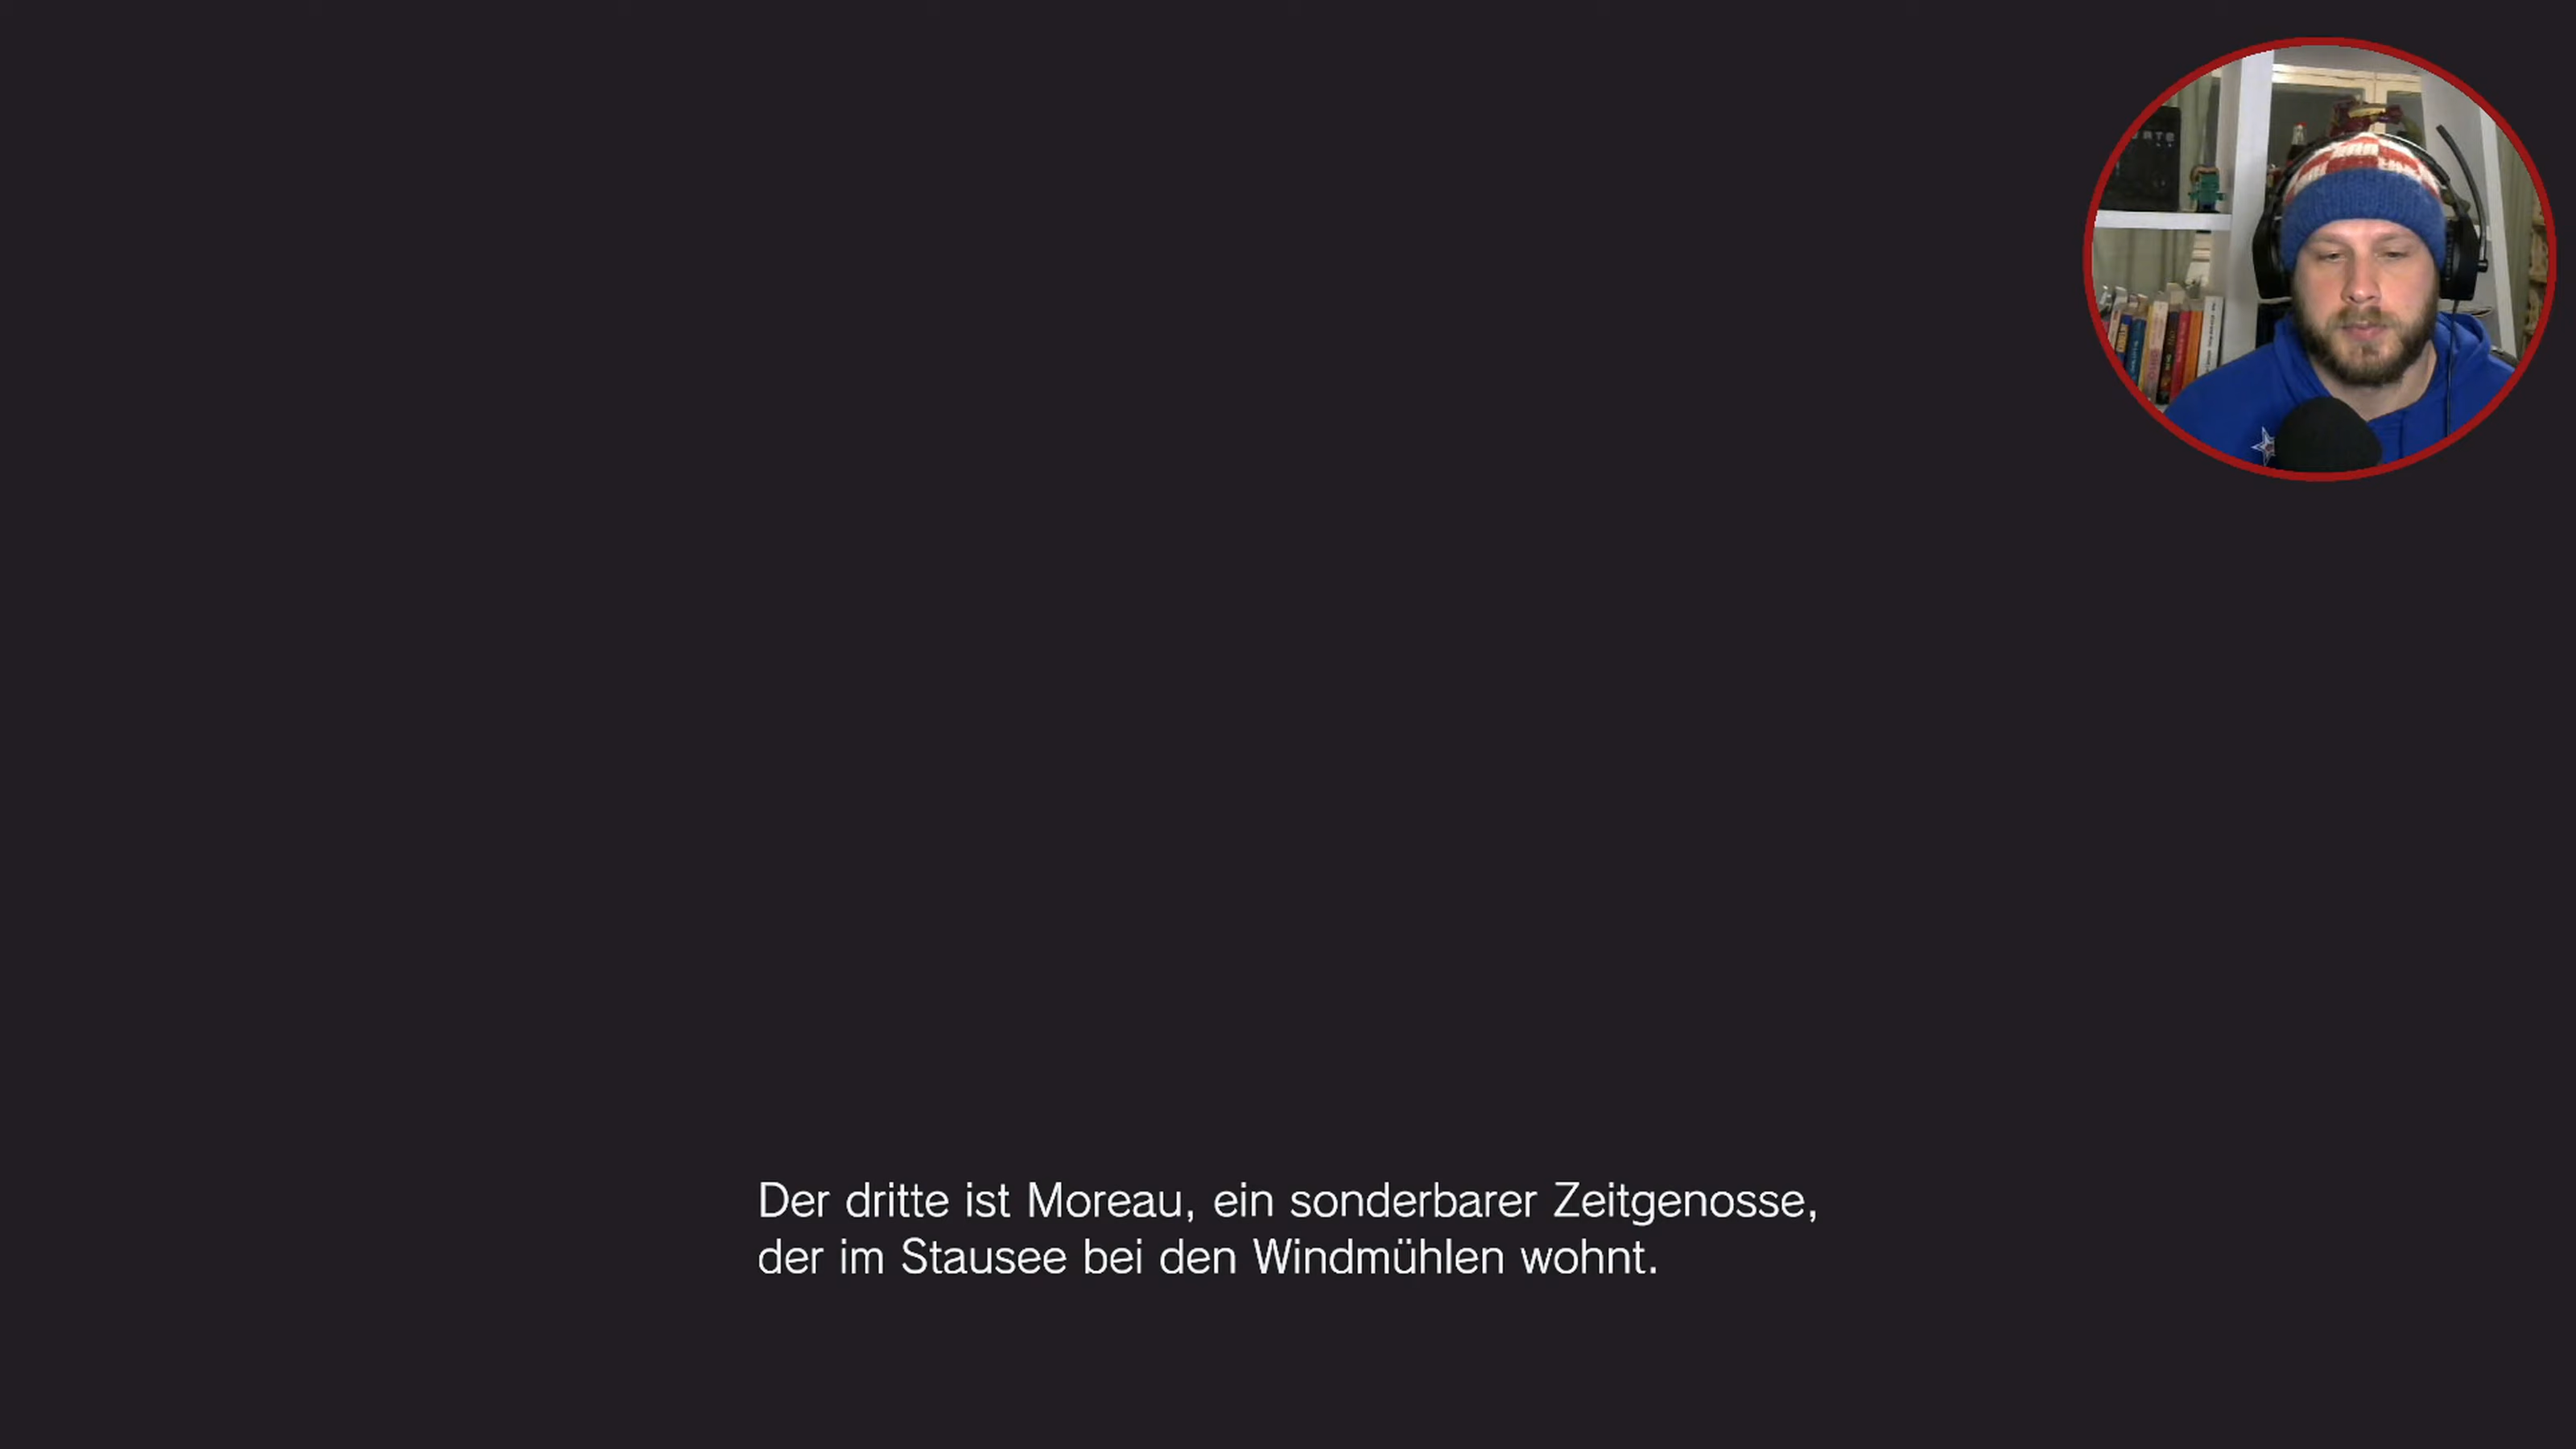 Der dritte ist Moreau, ein sonderbarer Zeitgenosse,
der im Stausee bei den Windmühlen wohnt.